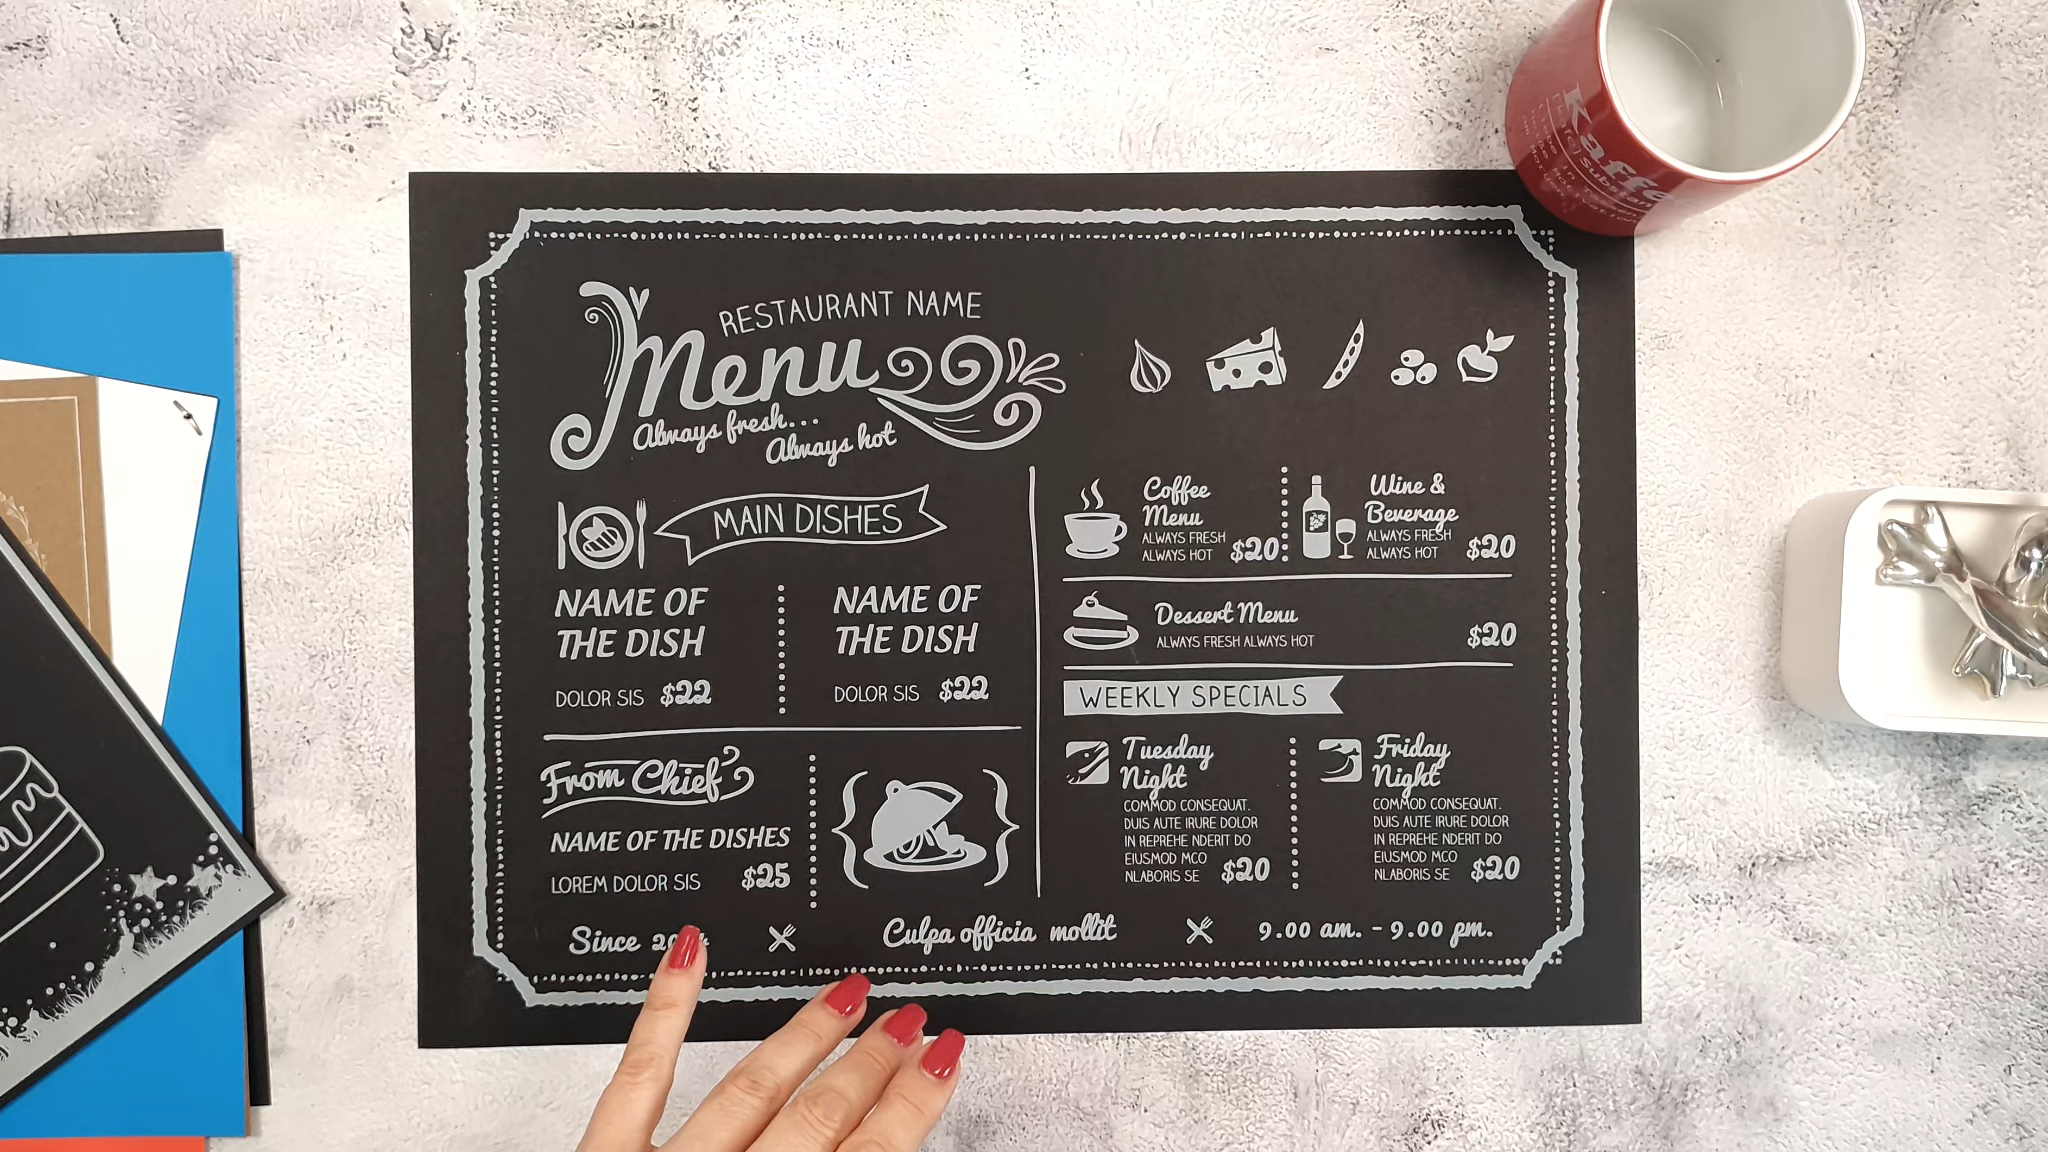 RESTAURANT NAME
Menu
Always fresh...
Always hot
MAIN DISHES
NAME OF
THE DISH
DOLOR SIS $22
NAME OF
THE DISH
DOLOR SIS $22
From Chief
NAME OF THE DISHES
LOREM DOLOR SIS $25
Coffee
Menu
ALWAYS FRESH
ALWAYS HOT $20
Wine &
Beverage
ALWAYS FRESH
ALWAYS HOT $20
Dessert Menu
ALWAYS FRESH ALWAYS HOT $20
WEEKLY SPECIALS
Tuesday
Night
COMMOD CONSEQUAT.
DUIS AUTE IRURE DOLOR
IN REPREHE NDERIT DO
EIUSMOD MCO
NLABORIS SE $20
Friday
Night
COMMOD CONSEQUAT.
DUIS AUTE IRURE DOLOR
IN REPREHE NDERIT DO
EIUSMOD MCO
NLABORIS SE $20
Since
Culpa officia mollit
9.00 am. - 9.00 pm.
Kaffee